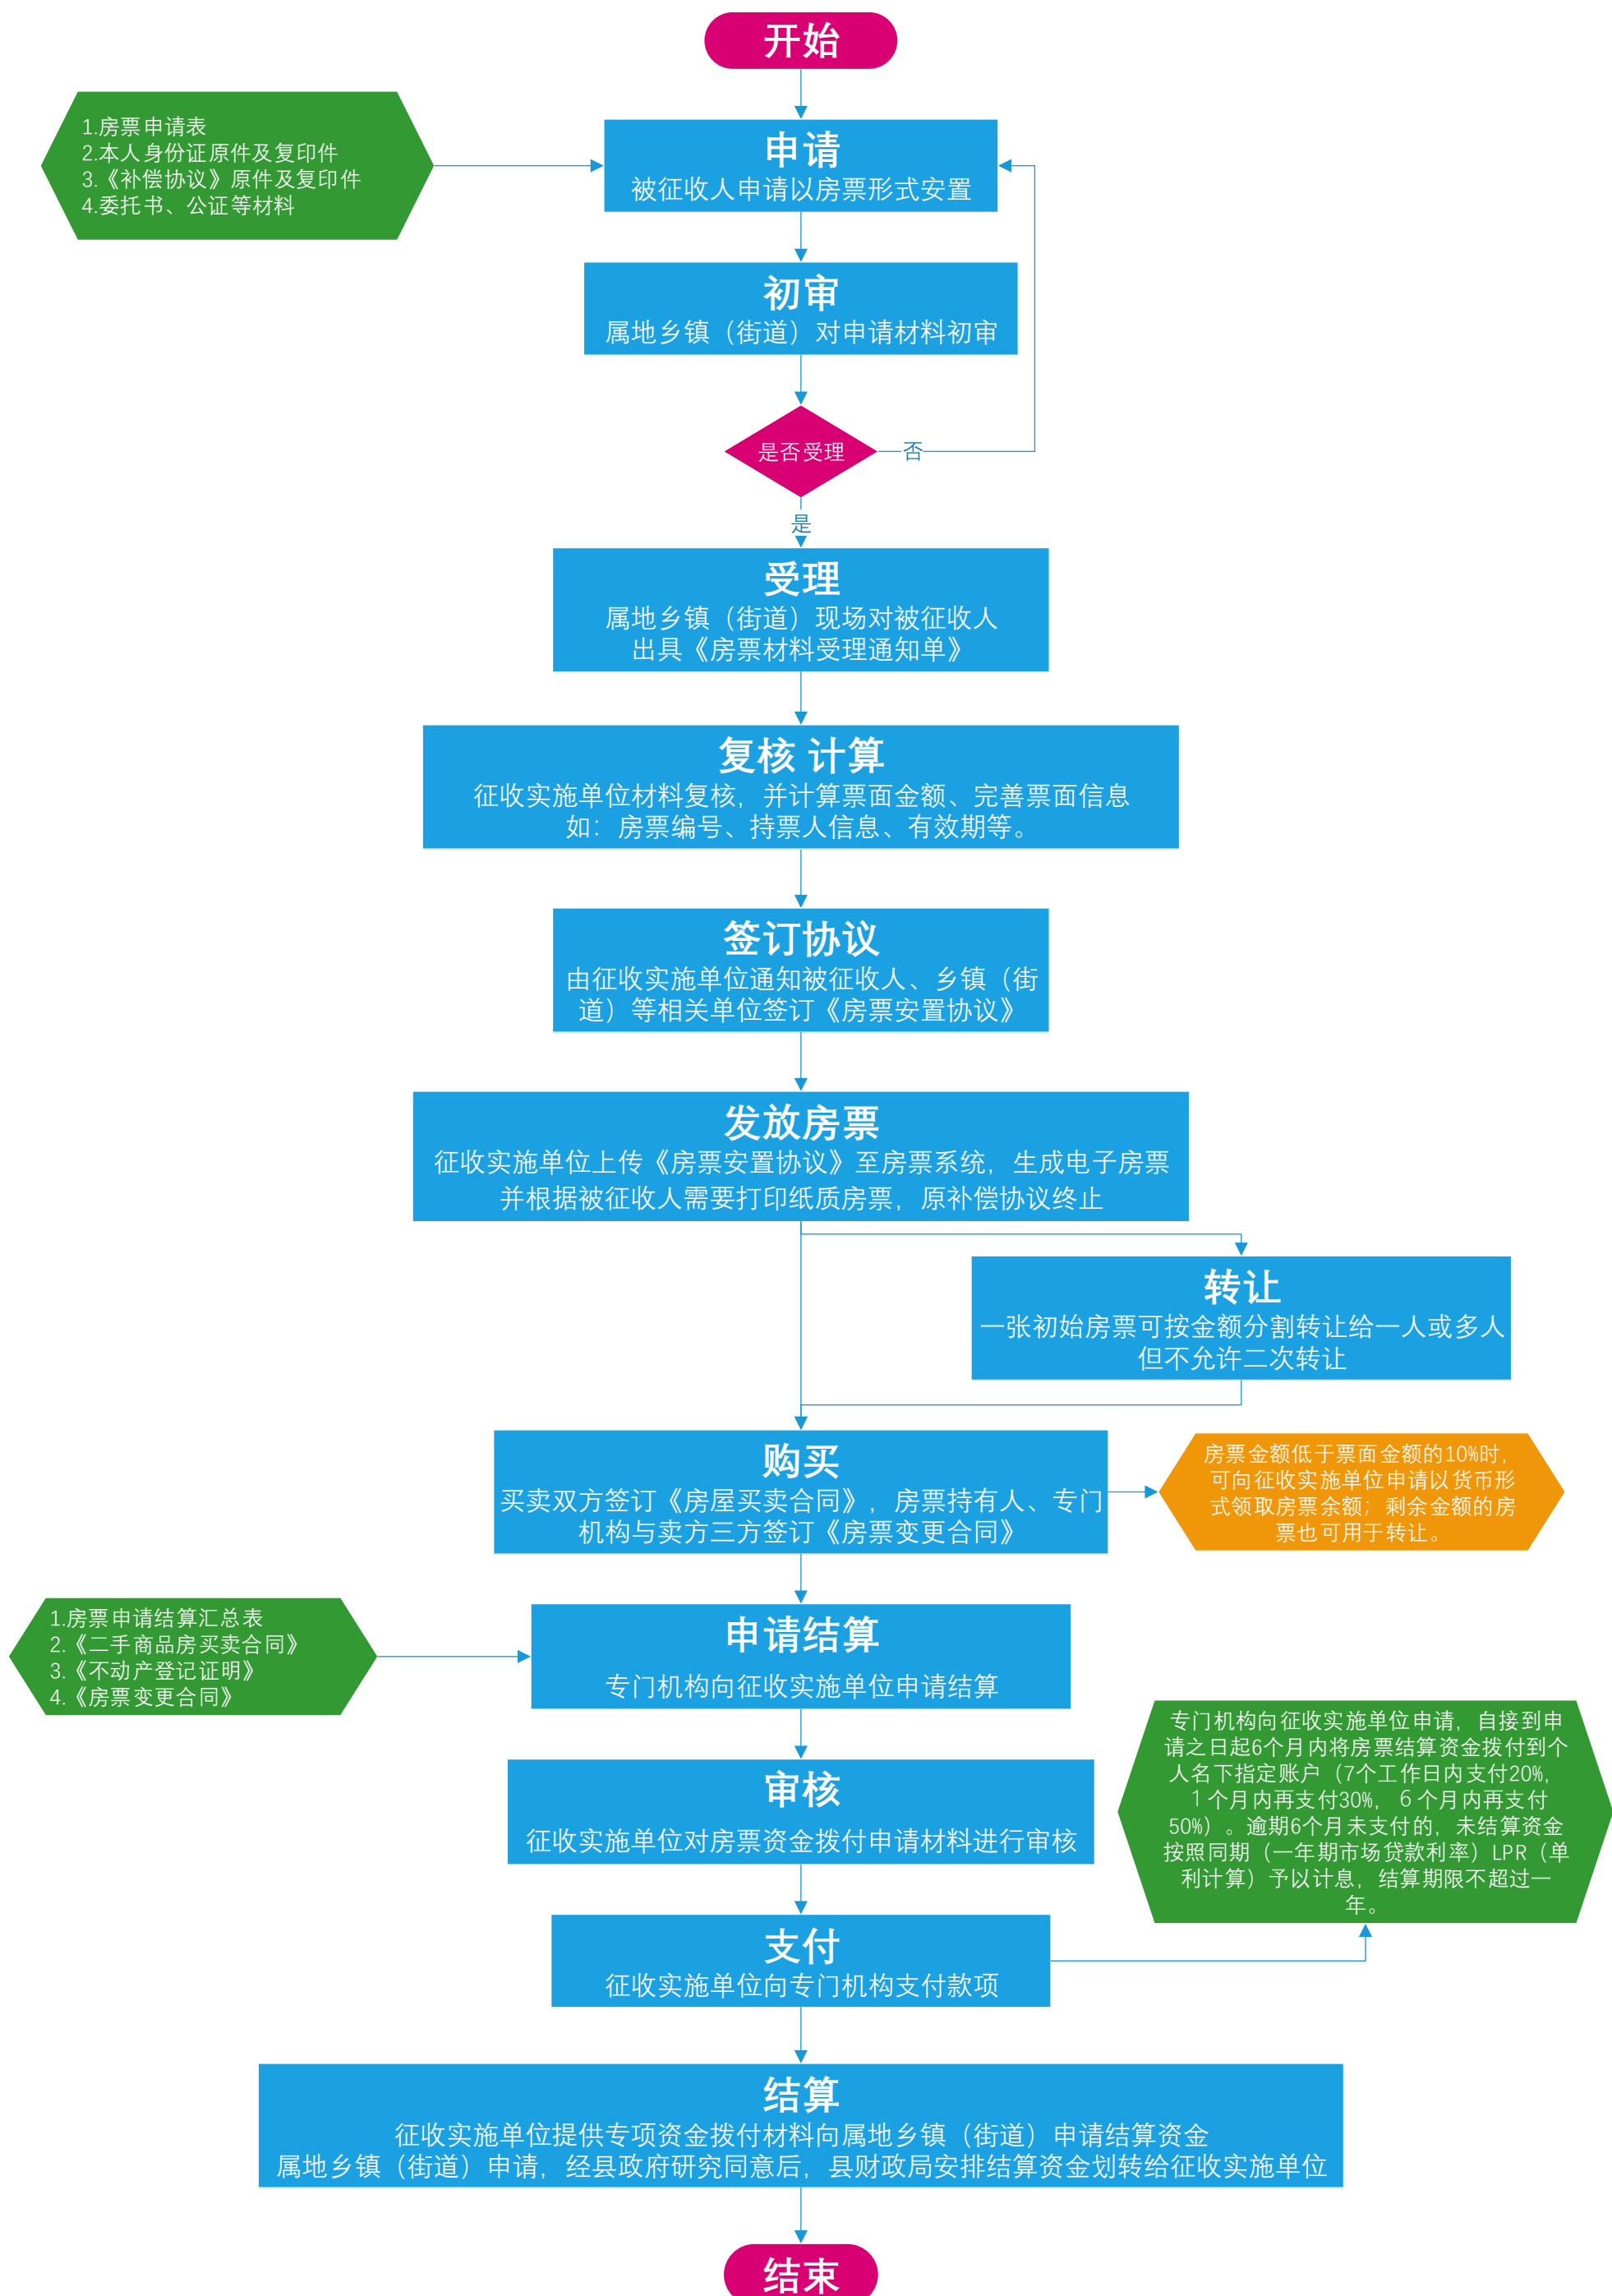 开始
1.房票申请表
2.本人身份证原件及复印件
3.《补偿协议》原件及复印件
4.委托书、公证等材料
申请
被征收人申请以房票形式安置
初审
属地乡镇（街道）对申请材料初审
是否受理
否
是
受理
属地乡镇（街道）现场对被征收人
出具《房票材料受理通知单》
复核 计算
征收实施单位材料复核，并计算票面金额、完善票面信息
如：房票编号、持票人信息、有效期等。
签订协议
由征收实施单位通知被征收人、乡镇（街
道）等相关单位签订《房票安置协议》
发放房票
征收实施单位上传《房票安置协议》至房票系统，生成电子房票
并根据被征收人需要打印纸质房票，原补偿协议终止
转让
一张初始房票可按金额分割转让给一人或多人
但不允许二次转让
购买
买卖双方签订《房屋买卖合同》，房票持有人、专门
机构与卖方三方签订《房票变更合同》
房票金额低于票面金额的10%时，
可向征收实施单位申请以货币形
式领取房票余额；剩余金额的房
票也可用于转让。
1.房票申请结算汇总表
2.《二手商品房买卖合同》
3.《不动产登记证明》
4.《房票变更合同》
申请结算
专门机构向征收实施单位申请结算
审核
征收实施单位对房票资金拨付申请材料进行审核
专门机构向征收实施单位申请，自接到申
请之日起6个月内将房票结算资金拨付到个
人名下指定账户（7个工作日内支付20%，
1个月内再支付30%，6个月内再支付
50%）。逾期6个月未支付的，未结算资金
按照同期（一年期市场贷款利率）LPR（单
利计算）予以计息，结算期限不超过一
年。
支付
征收实施单位向专门机构支付款项
结算
征收实施单位提供专项资金拨付材料向属地乡镇（街道）申请结算资金
属地乡镇（街道）申请，经县政府研究同意后，县财政局安排结算资金划转给征收实施单位
结束